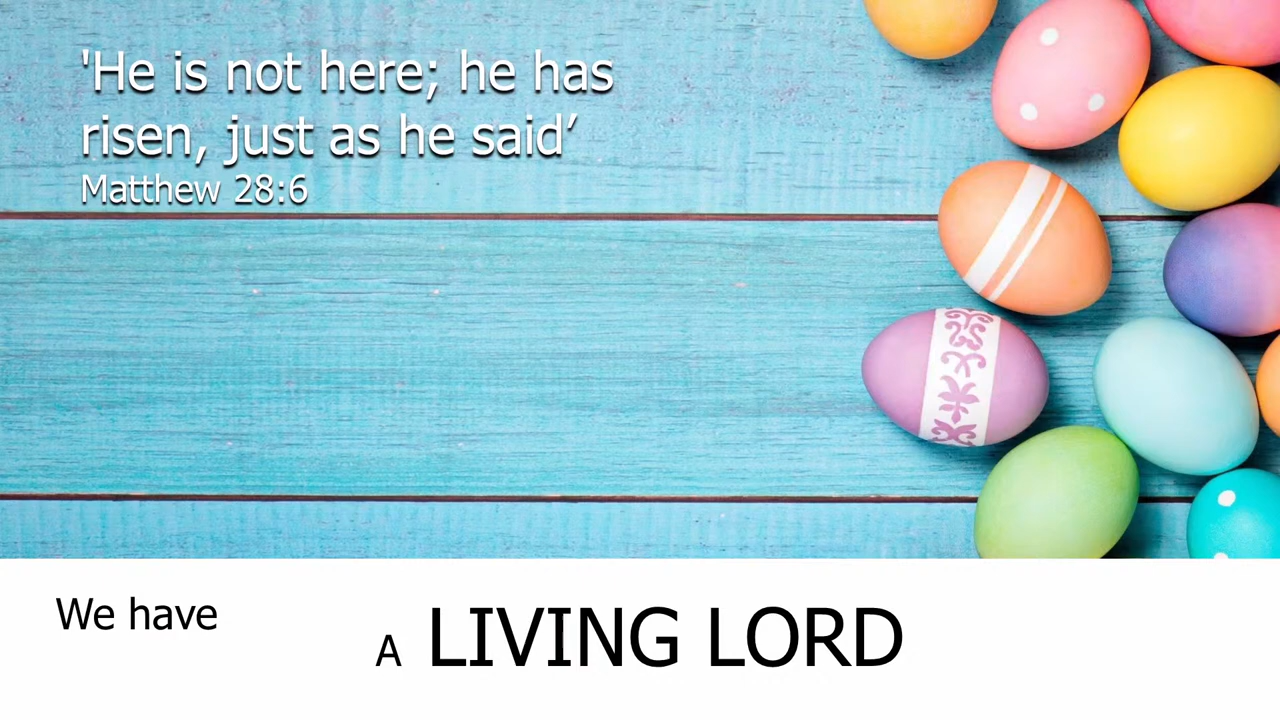 'He is not here; he has
risen, just as he said’
Matthew 28:6
We have
A LIVING LORD